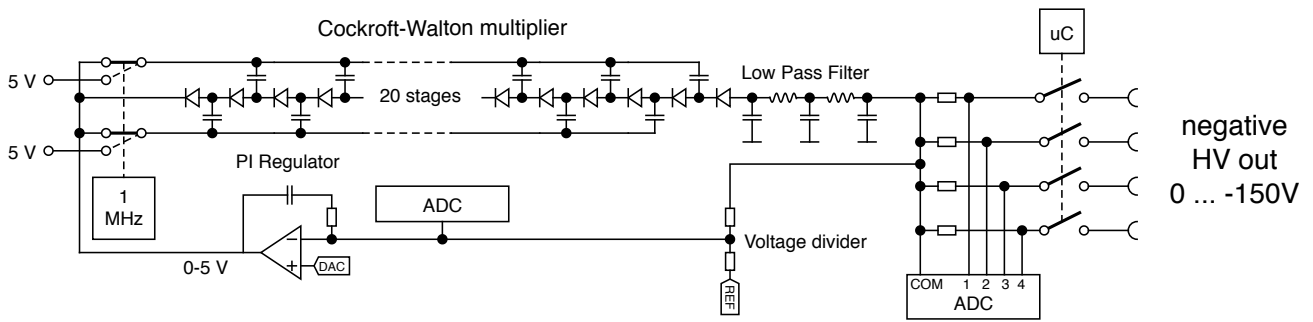 Cockroft-Walton multiplier
uC
5 V
Low Pass Filter
20 stages
5 V
negative
HV out
0 ... -150V
PI Regulator
1
MHz
ADC
Voltage divider
0-5 V
DAC
REF
COM 1 2 3 4
ADC